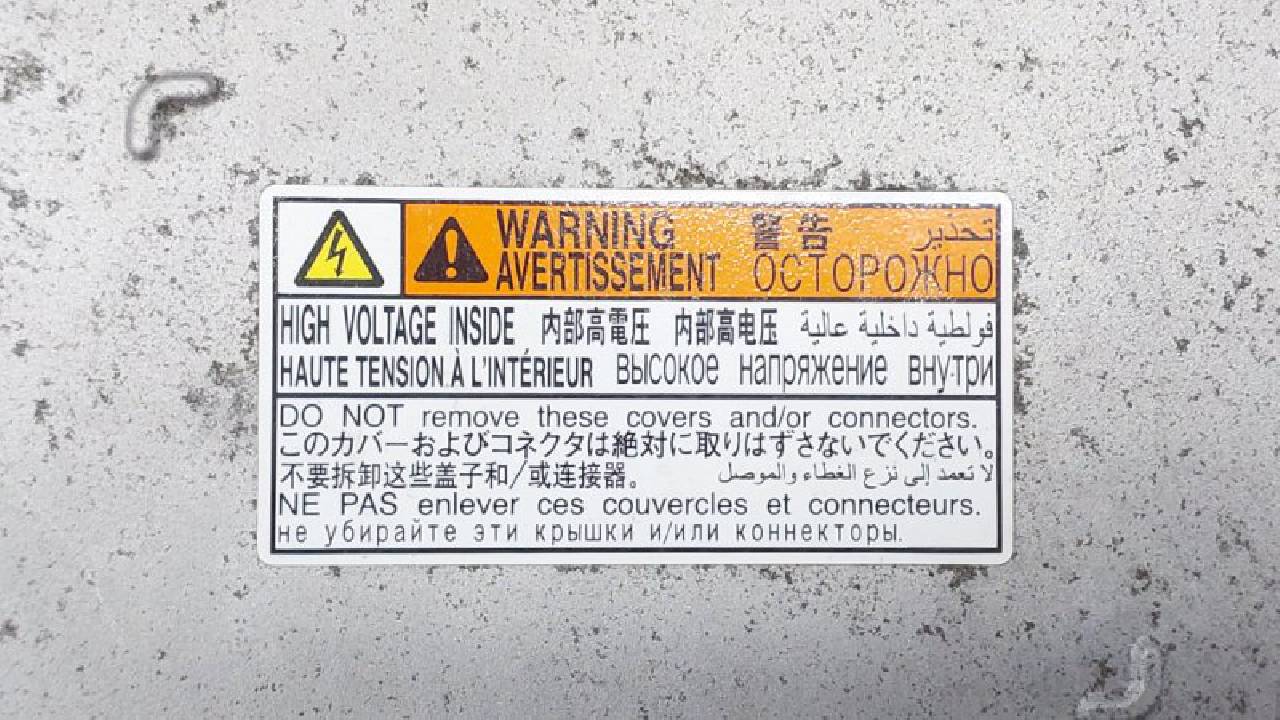 WARNING 警告 تحذير
AVERTISSEMENT ОСТОРОЖНО
HIGH VOLTAGE INSIDE 内部高電圧 内部高电压 فولطية داخلية عالية
HAUTE TENSION À L'INTÉRIEUR высокое напряжение внутри
DO NOT remove these covers and/or connectors.
このカバーおよびコネクタは絶対に取りはずさないでください。
不要拆卸这些盖子和/或连接器。 لا تعمد إلى نزع الغطاء والموصل
NE PAS enlever ces couvercles et connecteurs.
не убирайте эти крышки и/или коннекторы.